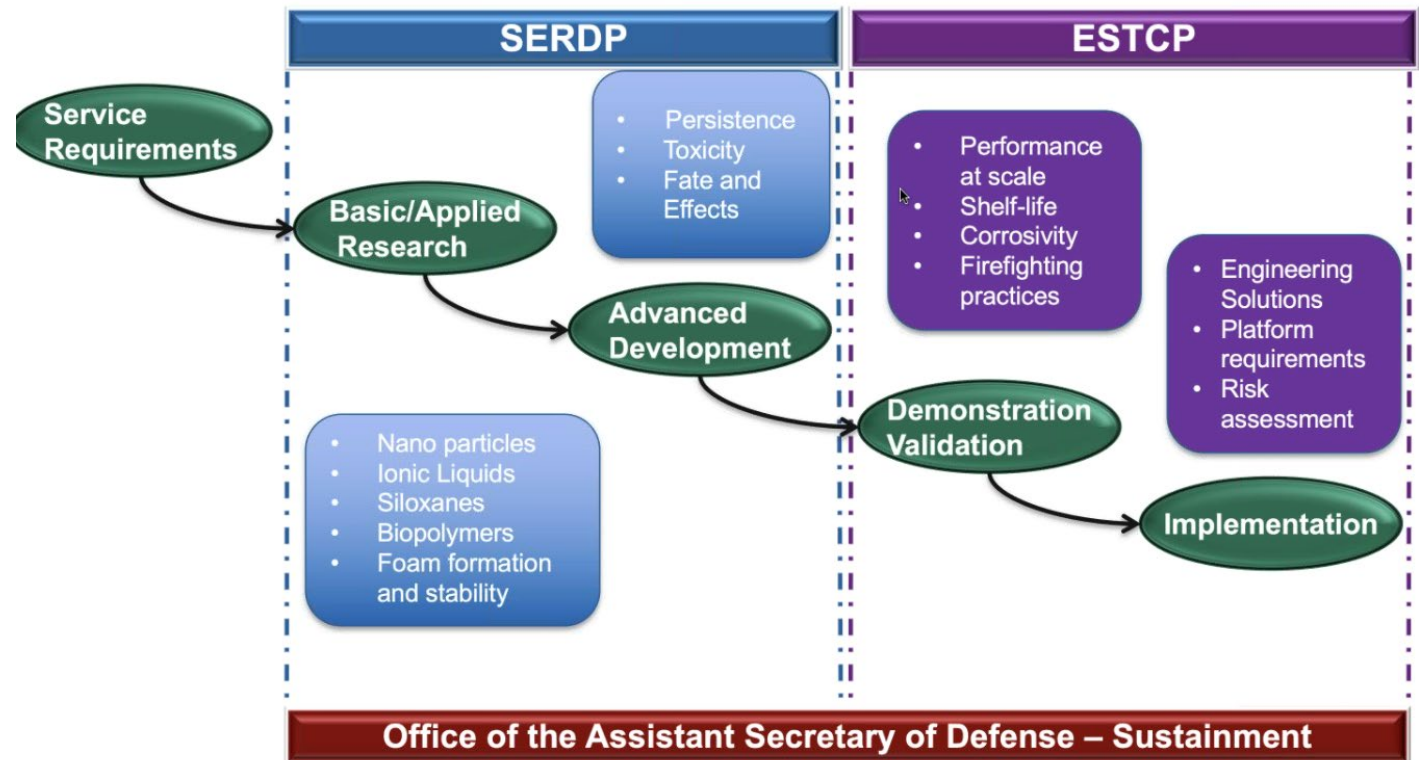 SERDP
ESTCP
Service
Requirements
Basic/Applied
Research
• Persistence
• Toxicity
• Fate and
Effects
Advanced
Development
• Nano particles
• Ionic Liquids
• Siloxanes
• Biopolymers
• Foam formation
and stability
• Performance
at scale
• Shelf-life
• Corrosivity
• Firefighting
practices
Demonstration
Validation
• Engineering
Solutions
• Platform
requirements
• Risk
assessment
Implementation
Office of the Assistant Secretary of Defense – Sustainment